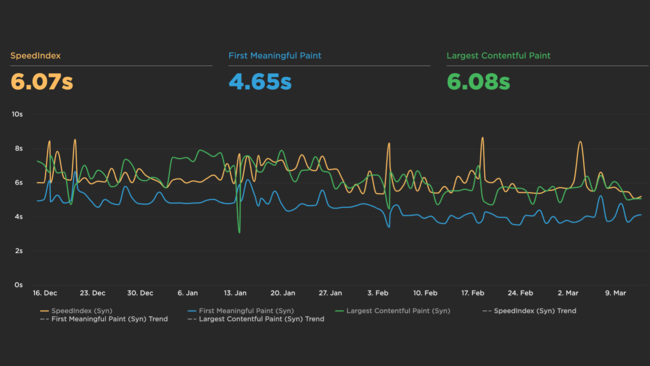 SpeedIndex First Meaningful Paint Largest Contentful Paint
6.07s 4.65s 6.08s
10s
8s
6s
4s
2s
0s
16. Dec 23. Dec 30. Dec 6. Jan 13. Jan 20. Jan 27. Jan 3. Feb 10. Feb 17. Feb 24. Feb 2. Mar 9. Mar
SpeedIndex (Syn) First Meaningful Paint (Syn) Largest Contentful Paint (Syn) SpeedIndex (Syn) Trend
First Meaningful Paint (Syn) Trend Largest Contentful Paint (Syn) Trend